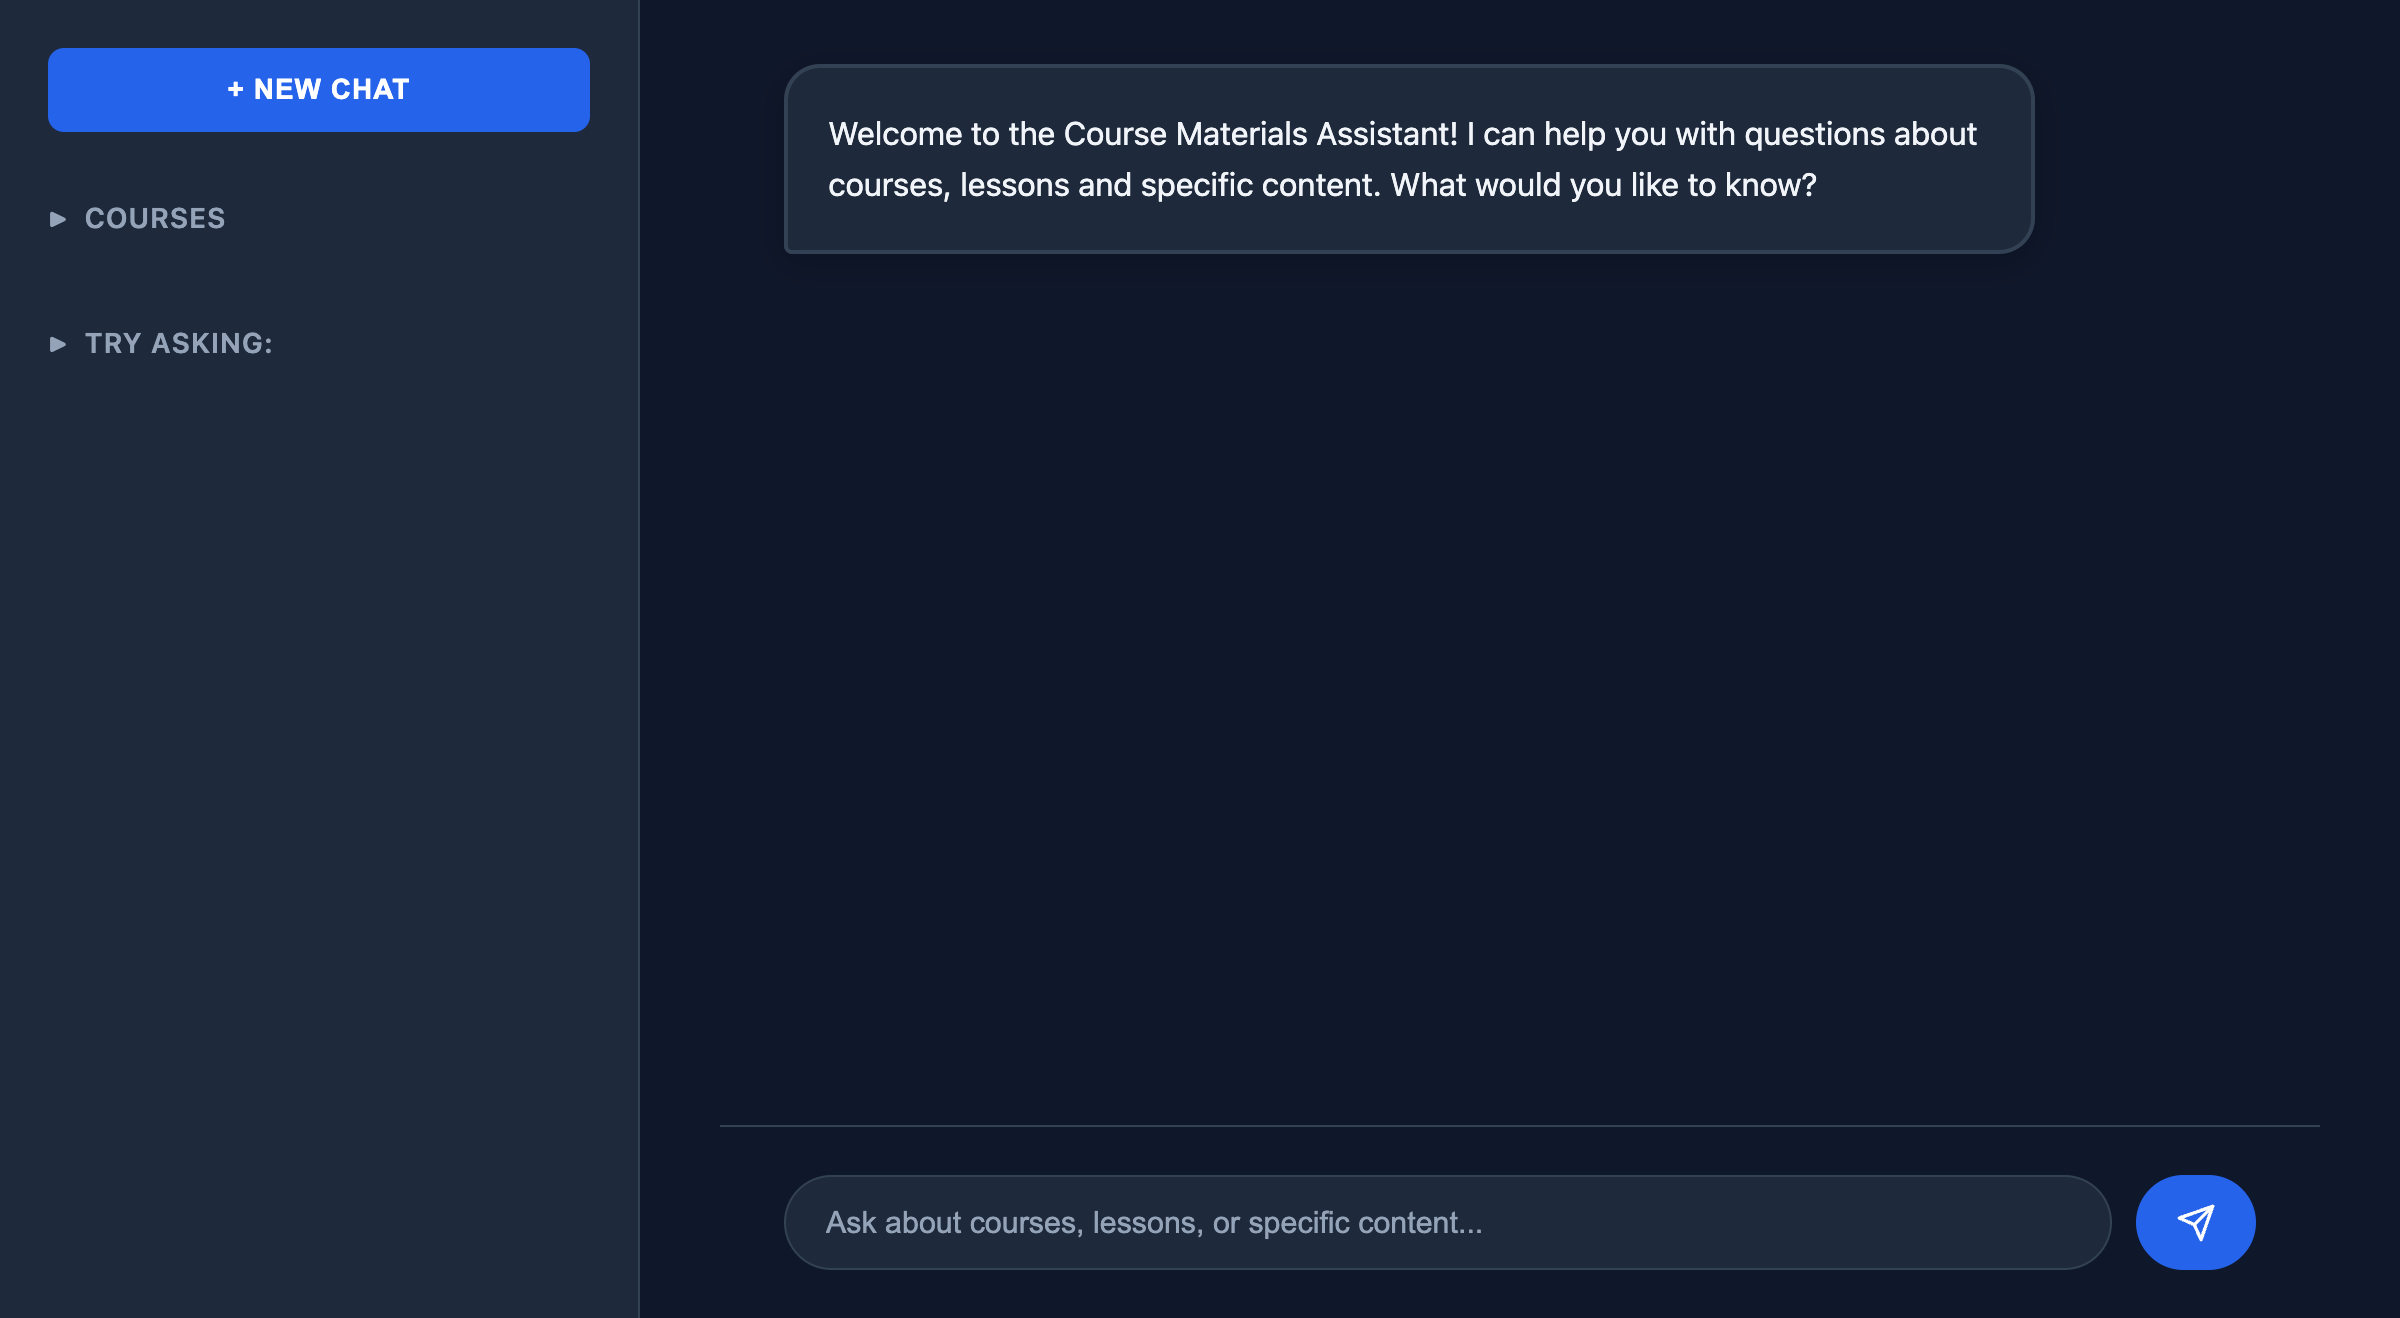 + NEW CHAT
▶ COURSES
▶ TRY ASKING:
Welcome to the Course Materials Assistant! I can help you with questions about
courses, lessons and specific content. What would you like to know?
Ask about courses, lessons, or specific content...